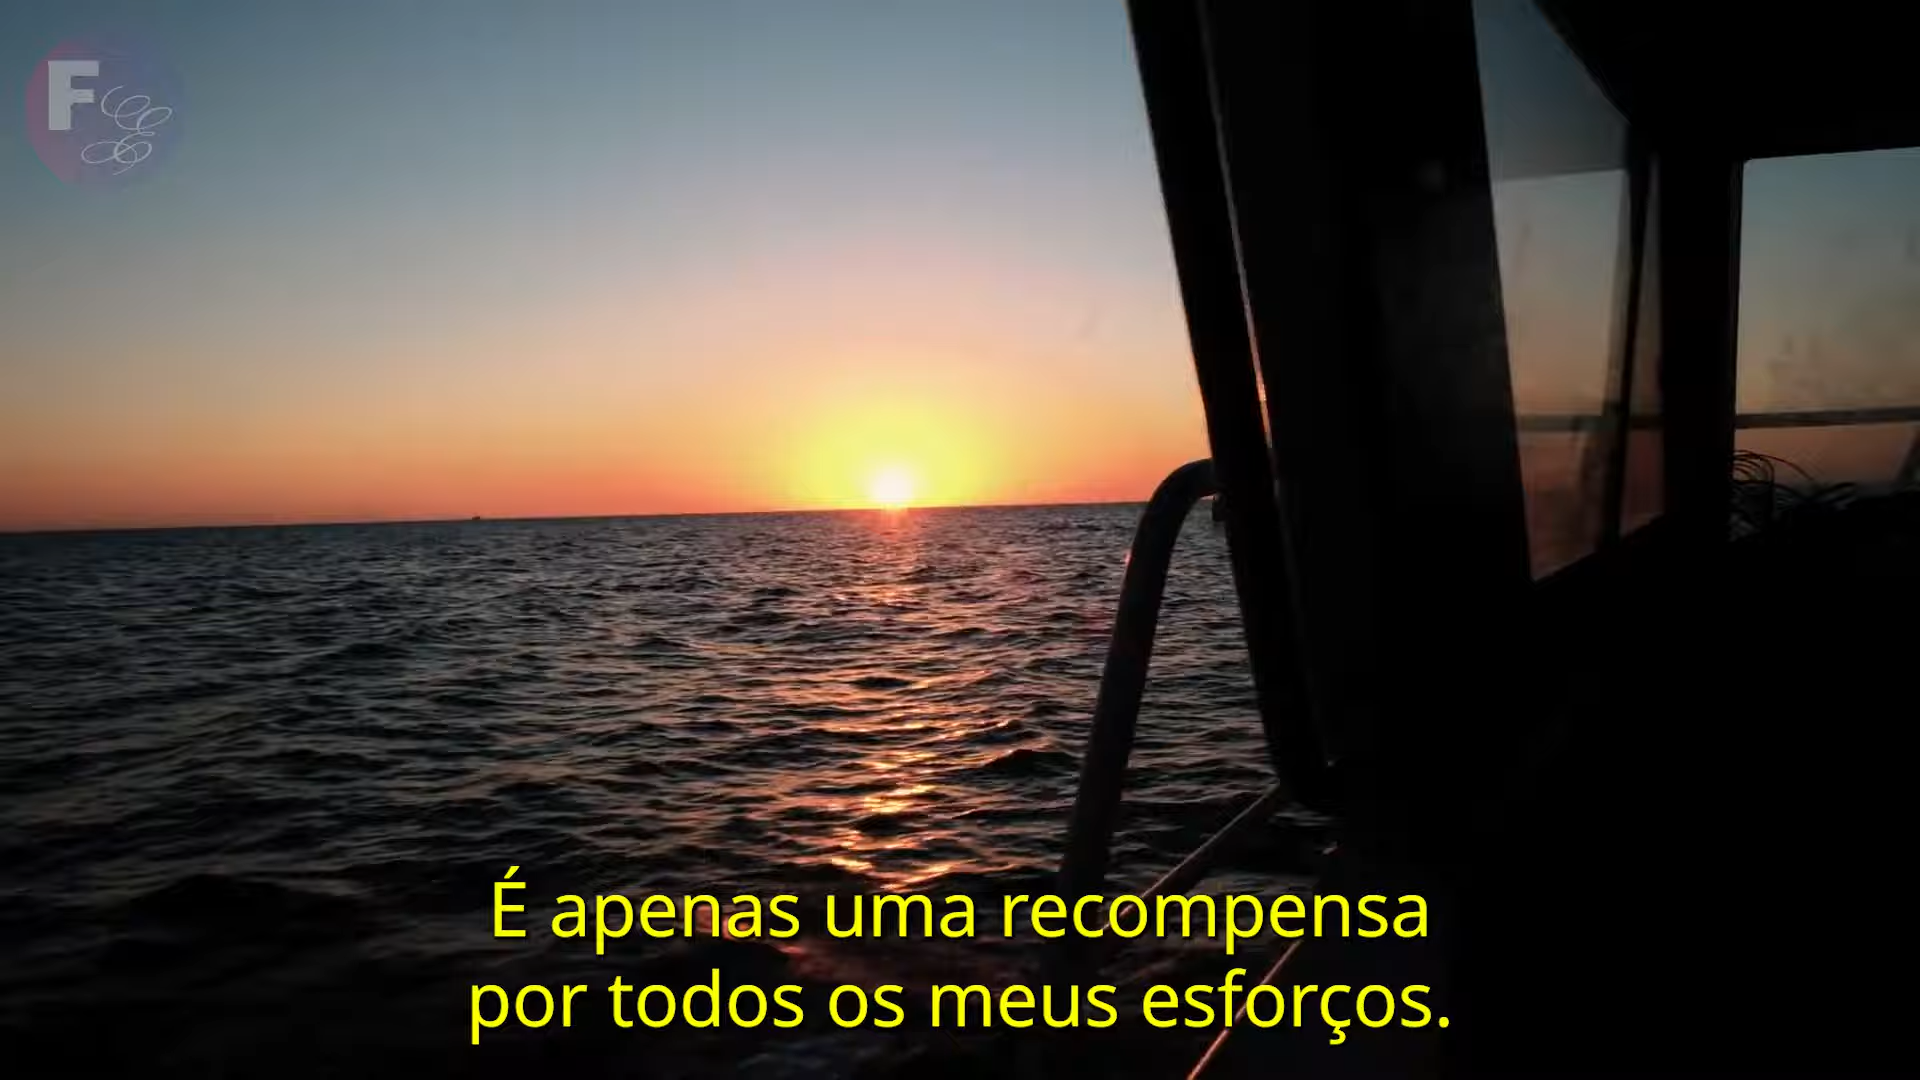 F
É apenas uma recompensa
por todos os meus esforços.